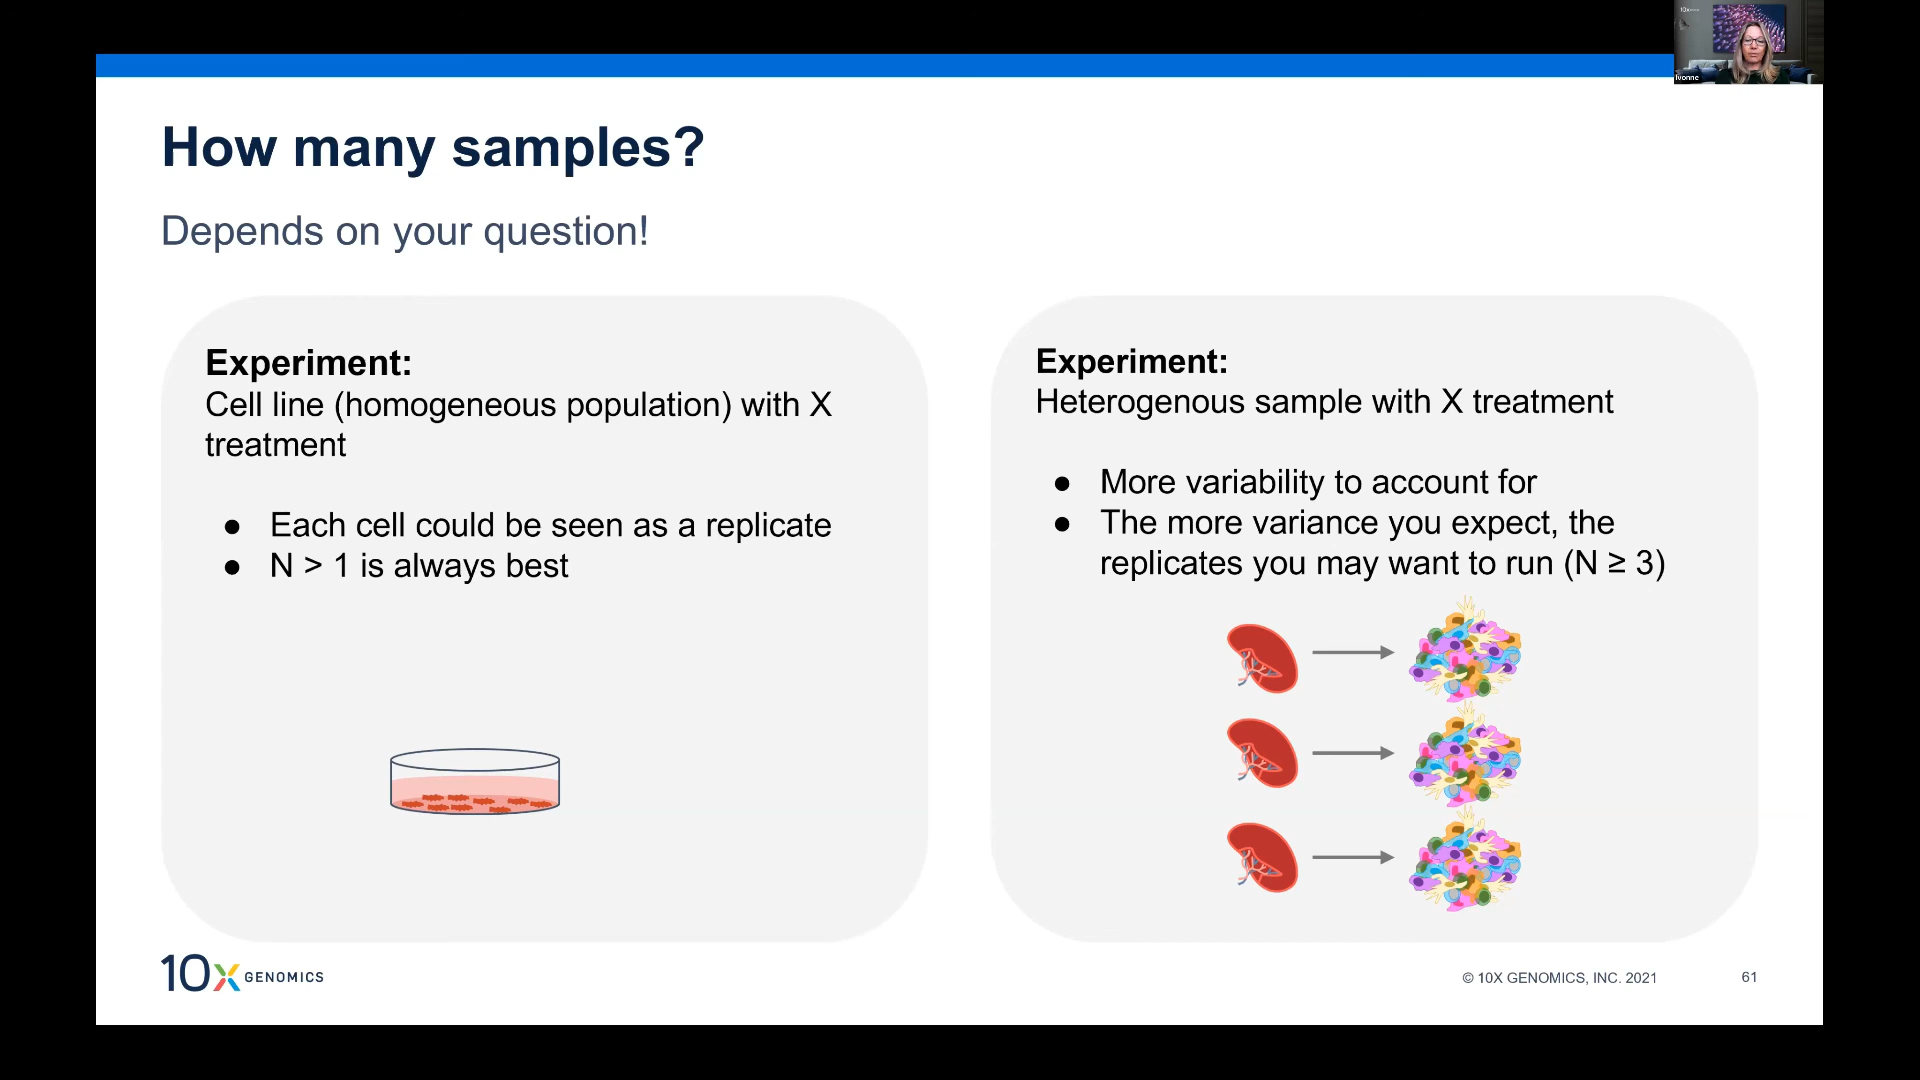 10x
Ivonne
How many samples?
Depends on your question!
Experiment:
Cell line (homogeneous population) with X
treatment
● Each cell could be seen as a replicate
● N > 1 is always best
Experiment:
Heterogenous sample with X treatment
● More variability to account for
● The more variance you expect, the
replicates you may want to run (N ≥ 3)
10X GENOMICS
© 10X GENOMICS, INC. 2021
61